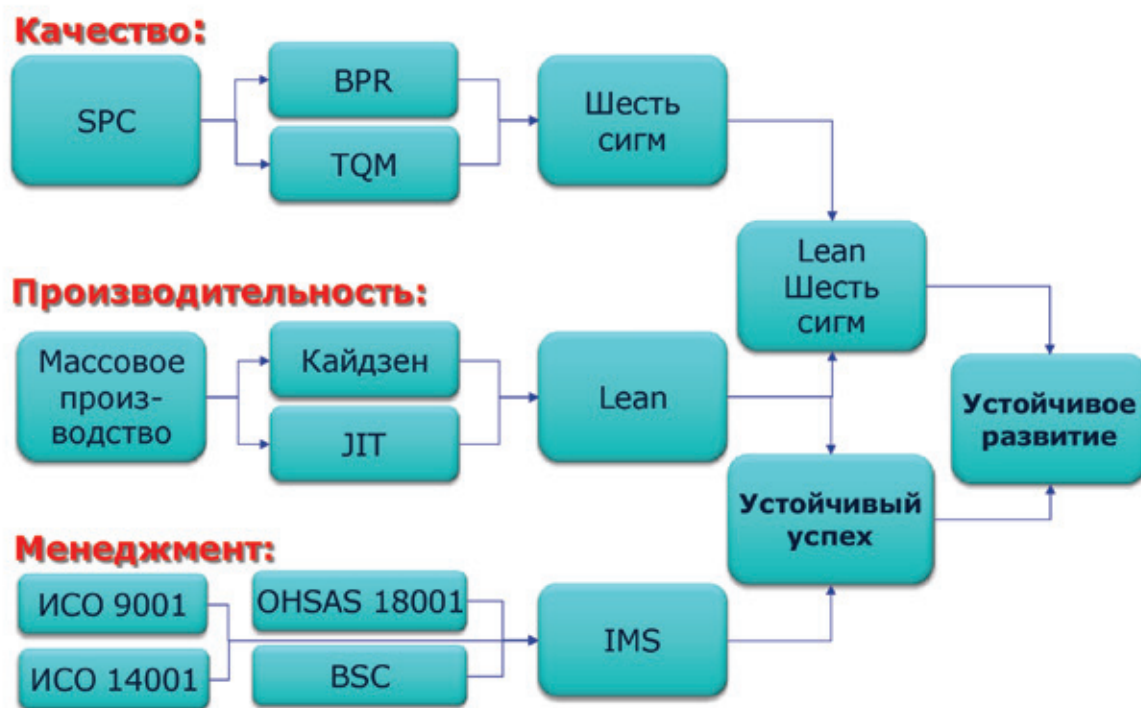 Качество:
SPC
BPR
TQM
Шесть
сигм
Lean
Шесть
сигм
Производительность:
Массовое
произ-
водство
Кайдзен
JIT
Lean
Устойчивое
развитие
Устойчивый
успех
Менеджмент:
ИСО 9001
ИСО 14001
OHSAS 18001
BSC
IMS